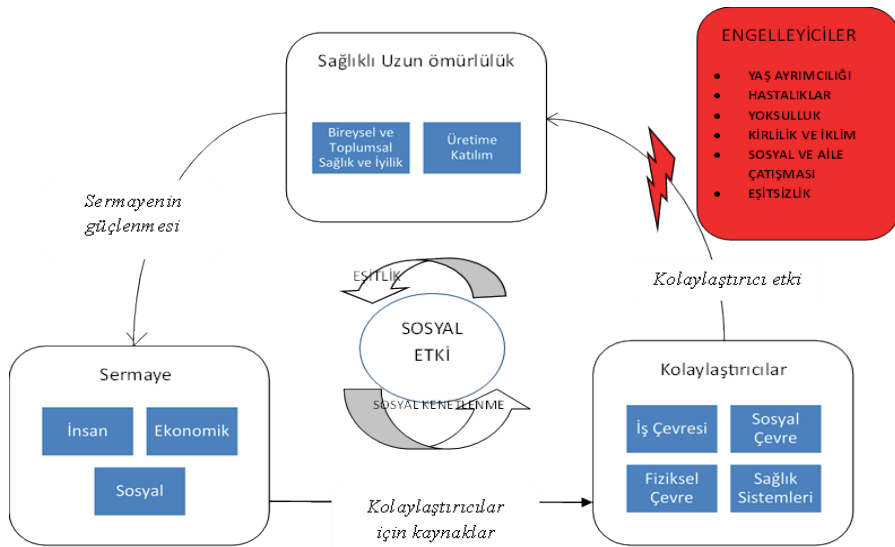 Sağlıklı Uzun ömürlülük
Bireysel ve
Toplumsal
Sağlık ve İyilik
Üretime
Katılım
ENGELLEYİCİLER
• YAŞ AYRIMCILIĞI
• HASTALIKLAR
• YOKSULLUK
• KİRLİLİK VE İKLİM
• SOSYAL VE AİLE
ÇATIŞMASI
• EŞİTSİZLİK
Sermayenin
güçlenmesi
Kolaylaştırıcı etki
EŞİTLİK
SOSYAL
ETKİ
SOSYAL KENETLENME
Sermaye
İnsan
Ekonomik
Sosyal
Kolaylaştırıcılar
için kaynaklar
Kolaylaştırıcılar
İş Çevresi
Sosyal
Çevre
Fiziksel
Çevre
Sağlık
Sistemleri